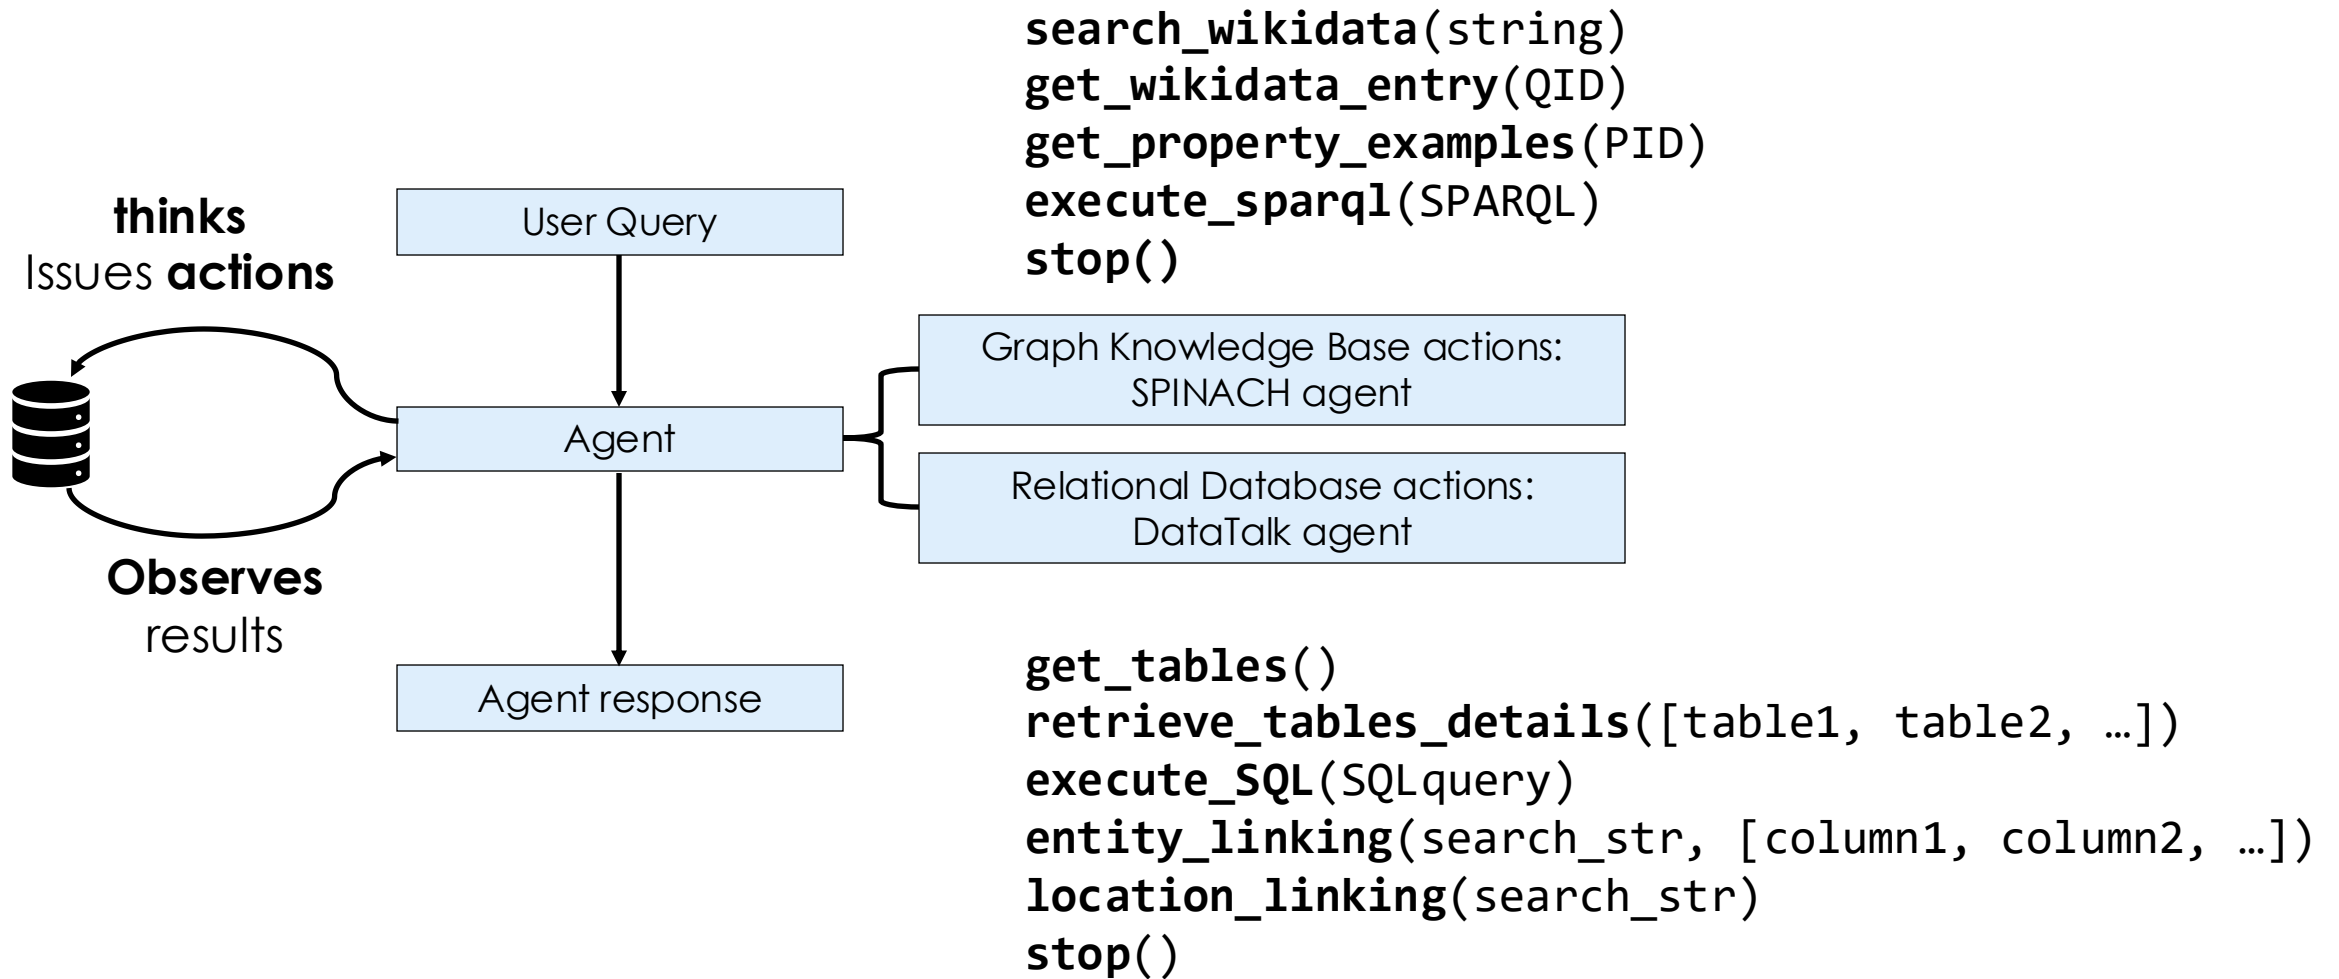 search_wikidata(string)
get_wikidata_entry(QID)
get_property_examples(PID)
execute_sparql(SPARQL)
stop()
thinks
Issues actions
User Query
Graph Knowledge Base actions:
SPINACH agent
Agent
Relational Database actions:
DataTalk agent
Observes
results
Agent response
get_tables()
retrieve_tables_details([table1, table2, …])
execute_SQL(SQLquery)
entity_linking(search_str, [column1, column2, …])
location_linking(search_str)
stop()